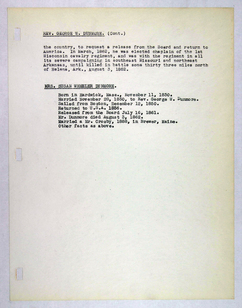 REV. GEORGE W. DUNMORE. (Cont.)
the country, to request a release from the Board and return to
America. In March, 1862, he was elected chaplain of the 1st
Wisconsin cavalry regiment, and was with the regiment in all
its severe campaigning in southeast Missouri and northeast
Arkansas, until killed in battle some thirty three miles north
of Helena, Ark., August 3, 1862.
MRS. SUSAN WHEELER DUNMORE.
Born in Hardwick, Mass., November 11, 1830.
Married November 20, 1850, to Rev. George W. Dunmore.
Sailed from Boston, December 12, 1850.
Returned to U.S.A. 1856.
Released from the Board July 16, 1861.
Mr. Dunmore died August 3, 1862.
Married a Mr. Crosby, 1868, in Brewer, Maine.
Other facts as above.